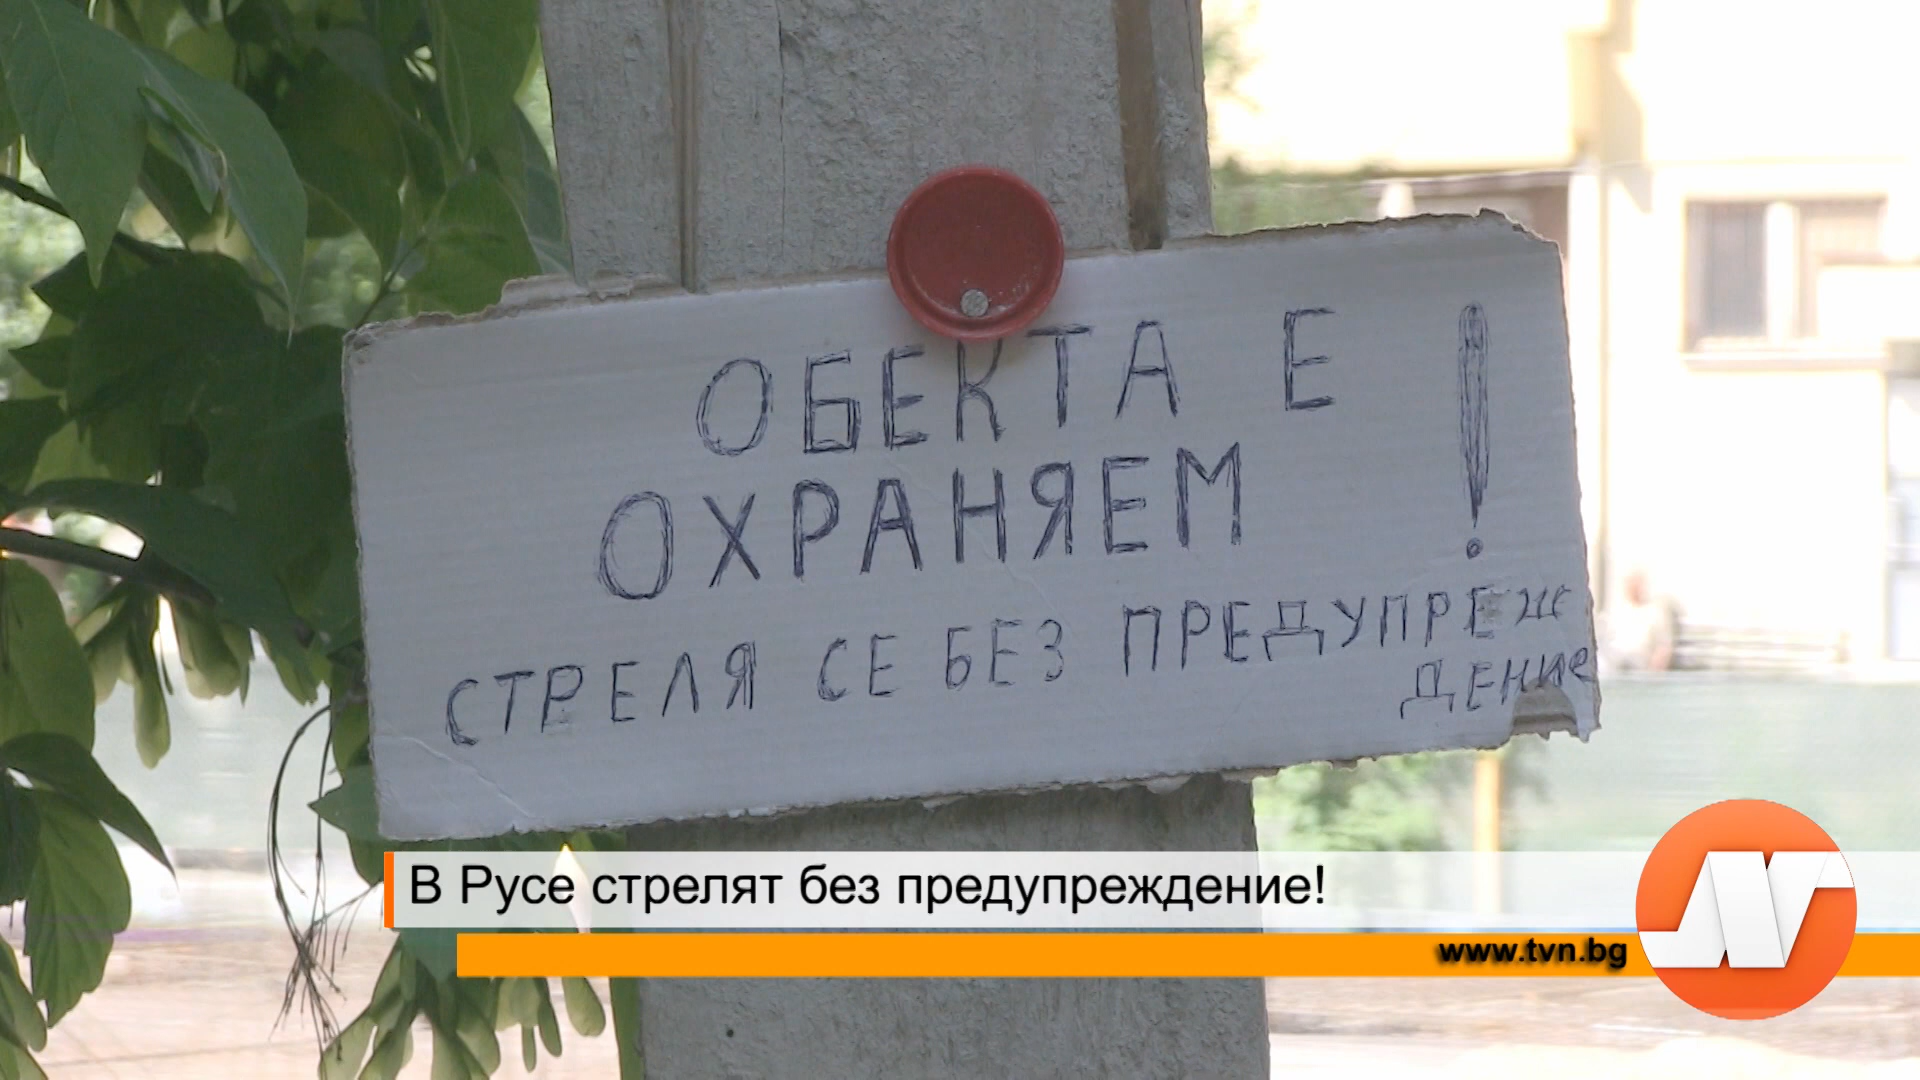 ОБЕКТА Е !
ОХРАНЯЕМ
СТРЕЛЯ СЕ БЕЗ ПРЕДУПРЕЖ
ДЕНИЕ
В Русе стрелят без предупреждение!
www.tvn.bg